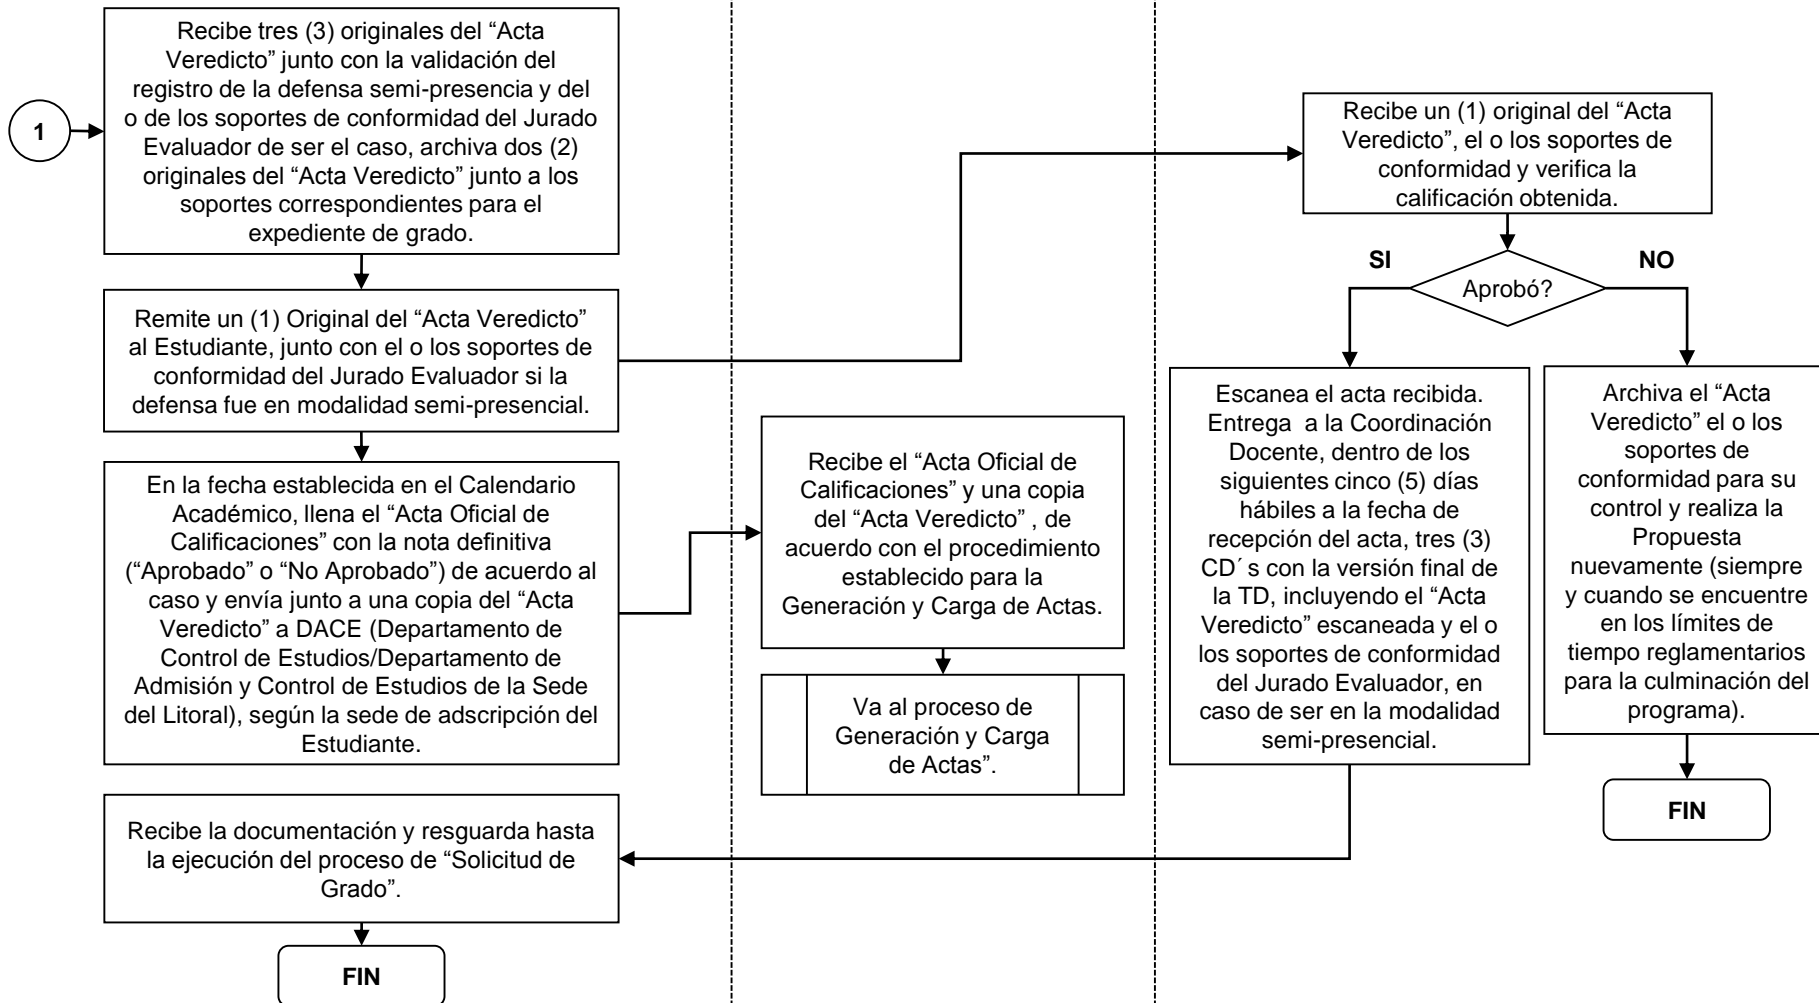 1
Recibe tres (3) originales del “Acta
Veredicto” junto con la validación del
registro de la defensa semi-presencia y del
o de los soportes de conformidad del Jurado
Evaluador de ser el caso, archiva dos (2)
originales del “Acta Veredicto” junto a los
soportes correspondientes para el
expediente de grado.
Remite un (1) Original del “Acta Veredicto”
al Estudiante, junto con el o los soportes de
conformidad del Jurado Evaluador si la
defensa fue en modalidad semi-presencial.
En la fecha establecida en el Calendario
Académico, llena el “Acta Oficial de
Calificaciones” con la nota definitiva
(“Aprobado” o “No Aprobado”) de acuerdo al
caso y envía junto a una copia del “Acta
Veredicto” a DACE (Departamento de
Control de Estudios/Departamento de
Admisión y Control de Estudios de la Sede
del Litoral), según la sede de adscripción del
Estudiante.
Recibe la documentación y resguarda hasta
la ejecución del proceso de “Solicitud de
Grado”.
FIN
Recibe el “Acta Oficial de
Calificaciones” y una copia
del “Acta Veredicto” , de
acuerdo con el procedimiento
establecido para la
Generación y Carga de Actas.
Va al proceso de
Generación y Carga
de Actas”.
Recibe un (1) original del “Acta
Veredicto”, el o los soportes de
conformidad y verifica la
calificación obtenida.
SI
NO
Aprobó?
Escanea el acta recibida.
Entrega a la Coordinación
Docente, dentro de los
siguientes cinco (5) días
hábiles a la fecha de
recepción del acta, tres (3)
CD´s con la versión final de
la TD, incluyendo el “Acta
Veredicto” escaneada y el o
los soportes de conformidad
del Jurado Evaluador, en
caso de ser en la modalidad
semi-presencial.
Archiva el “Acta
Veredicto” el o los
soportes de
conformidad para su
control y realiza la
Propuesta
nuevamente (siempre
y cuando se encuentre
en los límites de
tiempo reglamentarios
para la culminación del
programa).
FIN